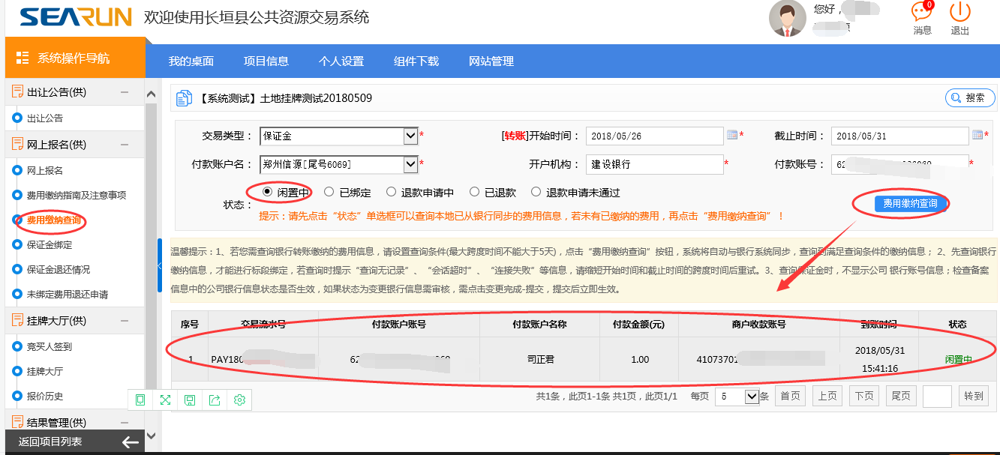 SEARUN 欢迎使用长垣县公共资源交易系统
您好，
0
消息 退出
系统操作导航 我的桌面 项目信息 个人设置 组件下载 网站管理
出让公告(供)
出让公告
网上报名(供)
网上报名
费用缴纳指南及注意事项
费用缴纳查询
保证金绑定
保证金退还情况
未绑定费用退还申请
挂牌大厅(供)
竞买人签到
挂牌大厅
报价历史
结果管理(供)
返回项目列表
【系统测试】土地挂牌测试20180509 搜索
交易类型： 保证金 * [转账]开始时间： 2018/05/26 * 截止时间： 2018/05/31 *
付款账户名： 郑州信源[尾号6069] * 开户机构： 建设银行 * 付款账号： *
状态： 闲置中 已绑定 退款申请中 已退款 退款申请未通过 费用缴纳查询
提示：请先点击“状态”单选框可以查询本地已从银行同步的费用信息，若未有已缴纳的费用，再点击“费用缴纳查询”！
温馨提示：1、若您需查询银行转账缴纳的费用信息，请设置查询条件(最大跨度时间不能大于5天)，点击“费用缴纳查询”按钮，系统将自动与银行系统同步，查询到满足查询条件的缴纳信息； 2、先查询银行
缴纳信息，才能进行标段绑定，若查询时提示“查询无记录”、 “会话超时” “连接失败”等信息，请缩短开始时间和截止时间的跨度时间后重试。3、查询保证金时，不显示公司 银行账号信息；检查备案
信息中的公司银行信息状态是否生效，如果状态为变更银行信息需审核，需点击变更完成-提交，提交后立即生效。
序号 交易流水号 付款账户账号 付款账户名称 付款金额(元) 商户收款账号 到账时间 状态
1 PAY180 62 司正君 1.00 41073701 2018/05/31 闲置中
15:41:16
共1条，此页1-1条 共1页，此页1/1 每页 5 条 首页 上页 下页 尾页 转到